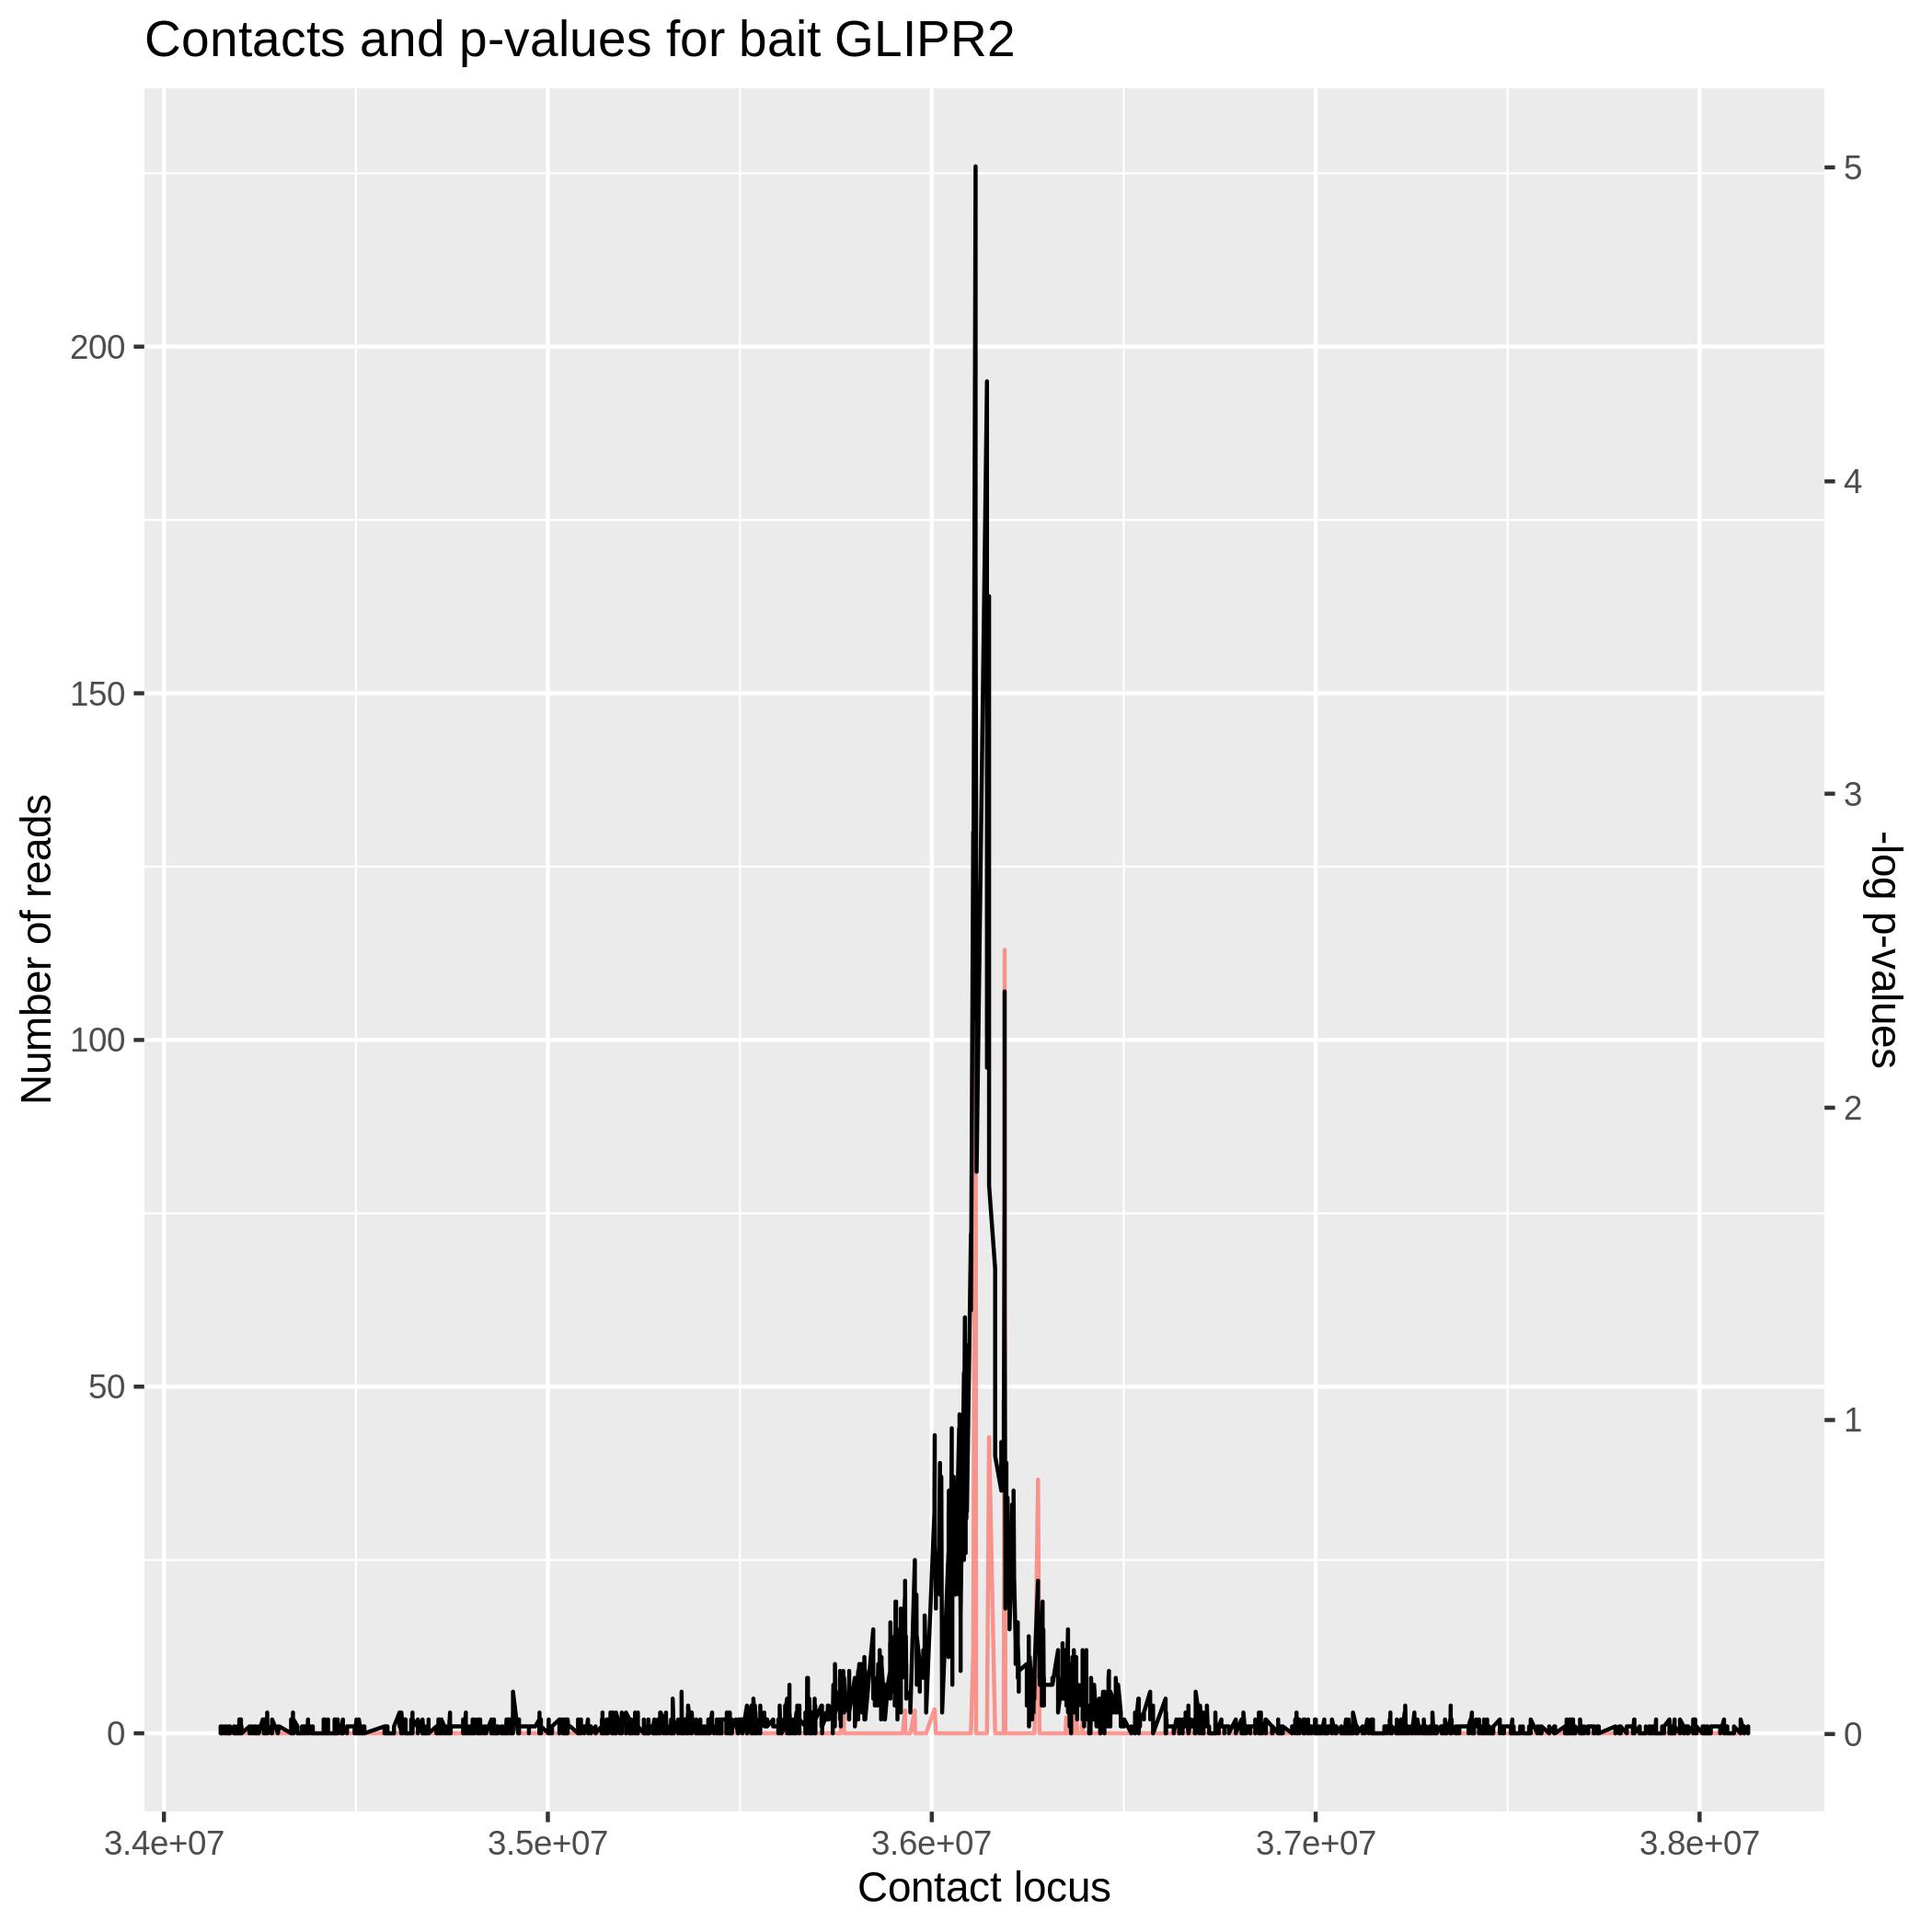 Contacts and p-values for bait GLIPR2
Number of reads
200
150
100
50
0
5
4
3
2
1
0
-log p-values
3.4e+07 3.5e+07 3.6e+07 3.7e+07 3.8e+07
Contact locus